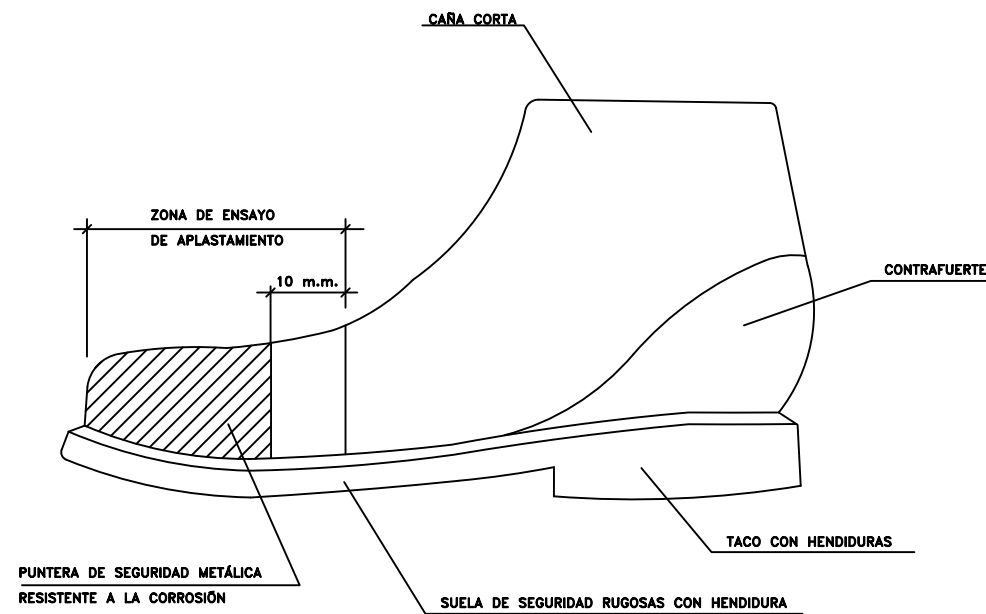 CAÑA CORTA
ZONA DE ENSAYO
DE APLASTAMIENTO
10 m.m.
CONTRAFUERTE
TACO CON HENDIDURAS
PUNTERA DE SEGURIDAD METÁLICA
RESISTENTE A LA CORROSIÓN
SUELA DE SEGURIDAD RUGOSAS CON HENDIDURA